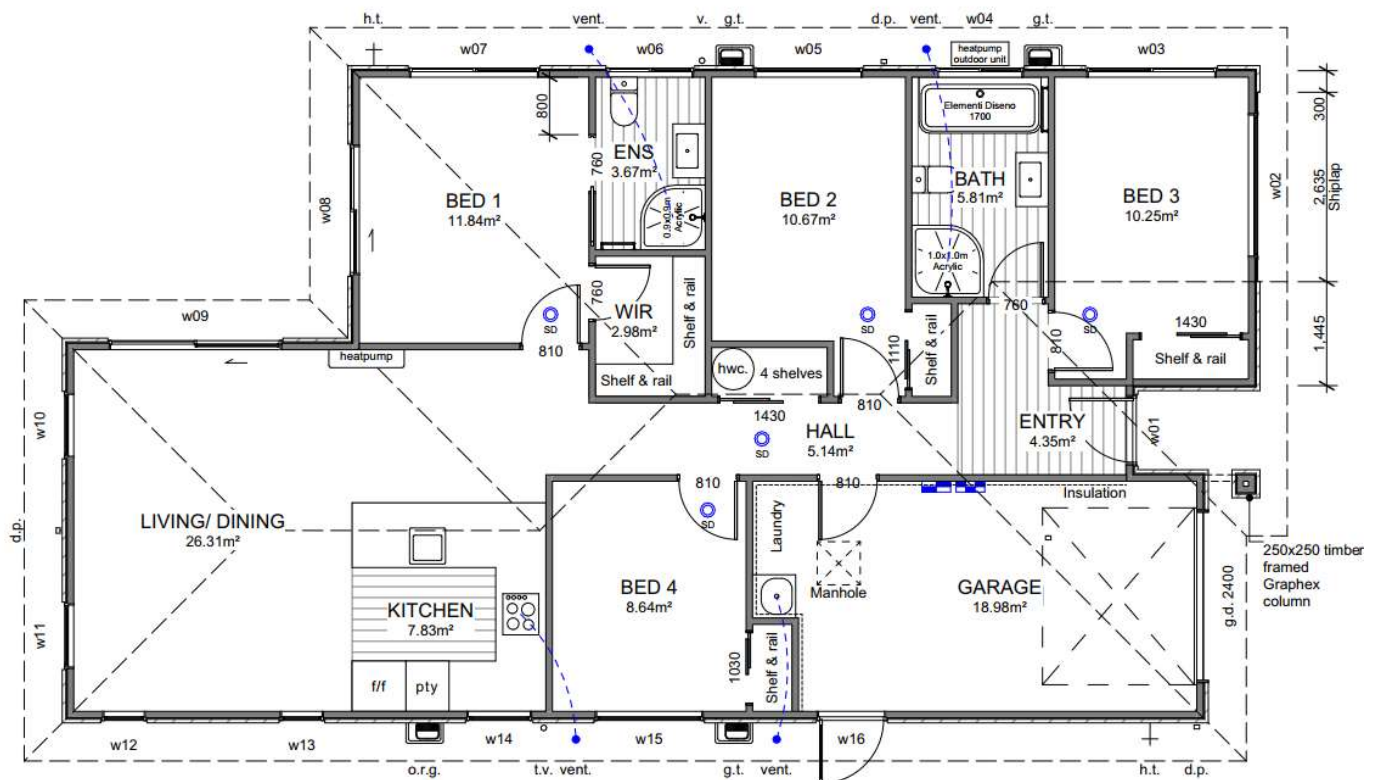 h.t.
vent.
v.
g.t.
d.p.
vent.
w04
g.t.
w07
w06
w05
heatpump
outdoor unit
w03
800
ENS
3.67m²
760
0.9x0.9m
Acrylic
BED 1
11.84m²
w08
BED 2
10.67m²
Elementi Diseno
1700
BATH
5.81m²
1.0x1.0m
Acrylic
BED 3
10.25m²
w02
300
2,635
Shiplap
1,445
w09
heatpump
SD
810
760
WIR
2.98m²
Shelf & rail
Shelf & rail
hwc.
4 shelves
SD
1110
Shelf & rail
760
810
SD
1430
Shelf & rail
w10
1430
810
HALL
5.14m²
SD
ENTRY
4.35m²
w01
810
810
Insulation
d.p.
LIVING/ DINING
26.31m²
SD
Laundry
Manhole
BED 4
8.64m²
GARAGE
18.98m²
g.d. 2400
250x250 timber
framed
Graphex
column
KITCHEN
7.83m²
w11
f/f
pty
1030
Shelf & rail
w12
w13
w14
w15
w16
o.r.g.
t.v.
vent.
g.t.
vent.
h.t.
d.p.